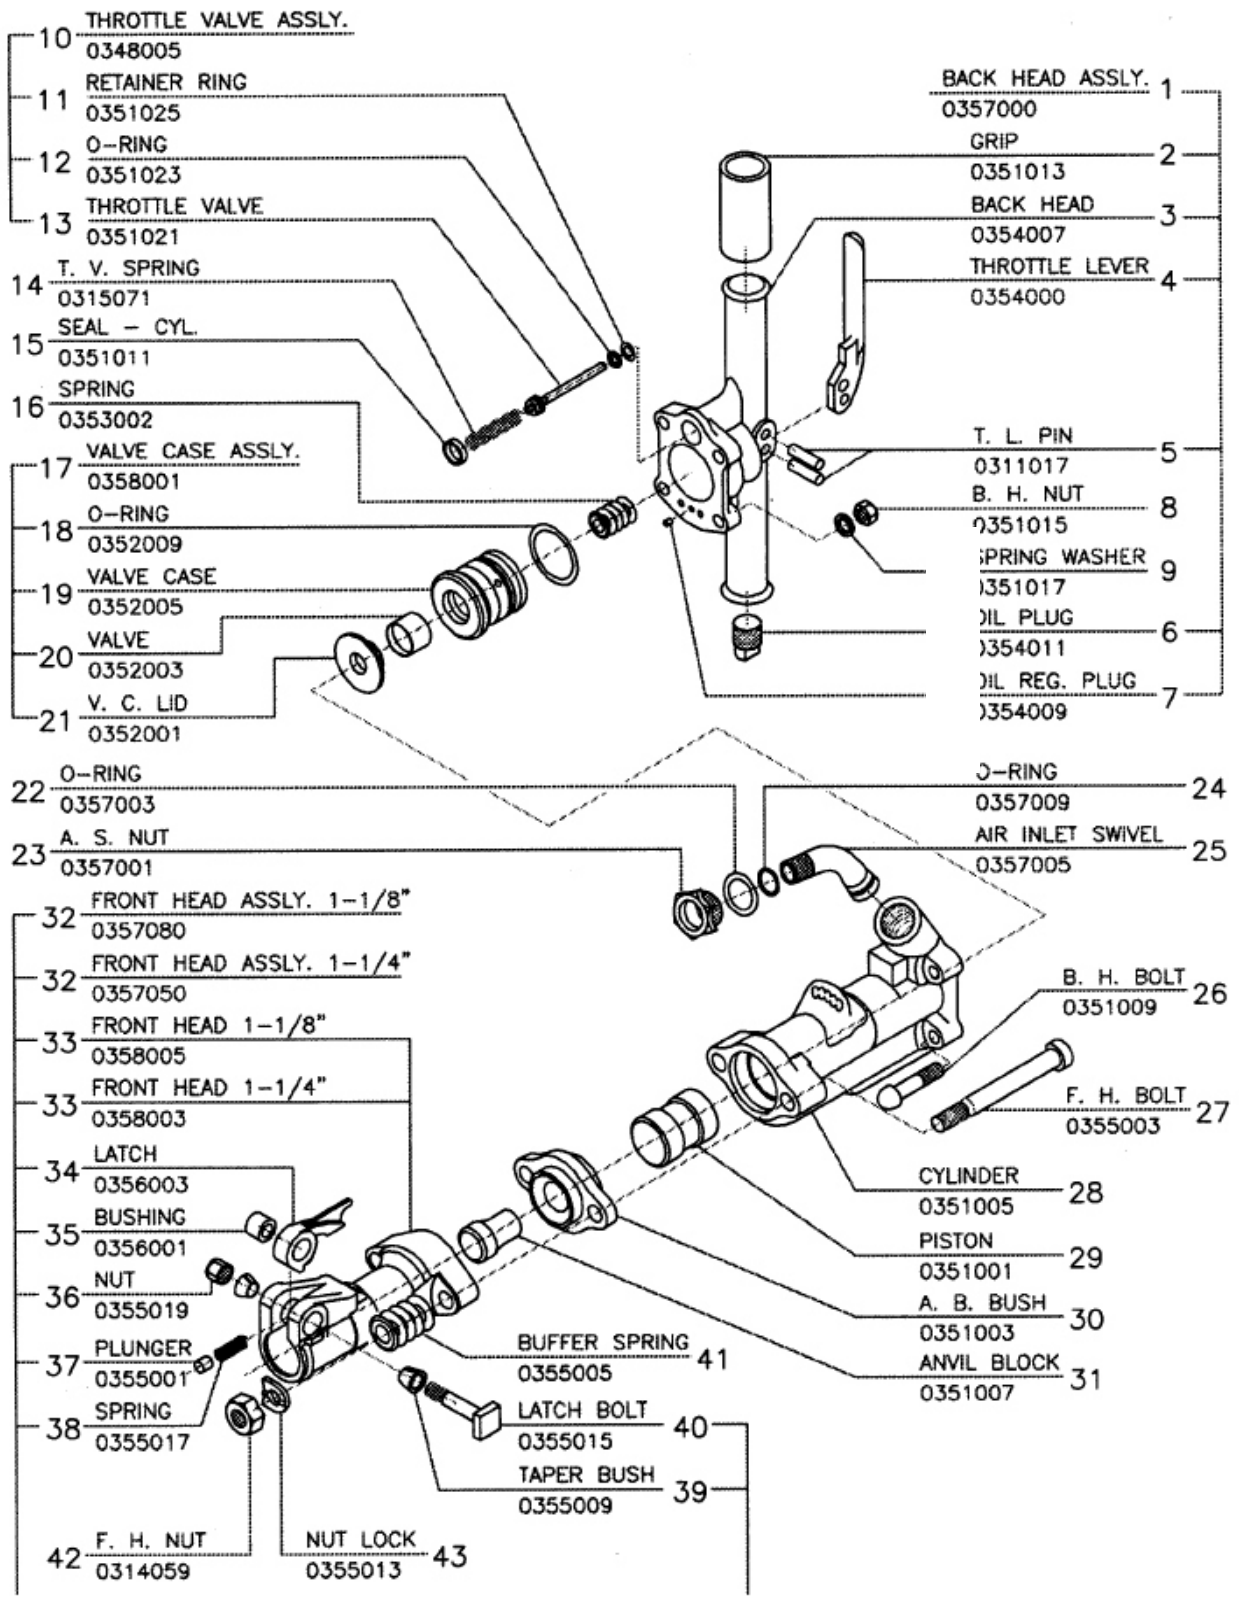 10 THROTTLE VALVE ASSLY.
0348005
11 RETAINER RING
0351025
12 O-RING
0351023
13 THROTTLE VALVE
0351021
14 T. V. SPRING
0315071
15 SEAL - CYL.
0351011
16 SPRING
0353002
17 VALVE CASE ASSLY.
0358001
18 O-RING
0352009
19 VALVE CASE
0352005
20 VALVE
0352003
21 V. C. LID
0352001
BACK HEAD ASSLY. 1
0357000
GRIP 2
0351013
BACK HEAD 3
0354007
THROTTLE LEVER 4
0354000
T. L. PIN 5
0311017
B. H. NUT 8
0351015
SPRING WASHER 9
0351017
OIL PLUG 6
0354011
OIL REG. PLUG 7
0354009
22 O-RING
0357003
23 A. S. NUT
0357001
O-RING 24
0357009
AIR INLET SWIVEL 25
0357005
B. H. BOLT 26
0351009
F. H. BOLT 27
0355003
CYLINDER 28
0351005
PISTON 29
0351001
A. B. BUSH 30
0351003
ANVIL BLOCK 31
0351007
32 FRONT HEAD ASSLY. 1-1/8"
0357080
32 FRONT HEAD ASSLY. 1-1/4"
0357050
33 FRONT HEAD 1-1/8"
0358005
33 FRONT HEAD 1-1/4"
0358003
34 LATCH
0356003
35 BUSHING
0356001
36 NUT
0355019
37 PLUNGER
0355001
38 SPRING
0355017
BUFFER SPRING 41
0355005
LATCH BOLT 40
0355015
TAPER BUSH 39
0355009
42 F. H. NUT
0314059
NUT LOCK 43
0355013